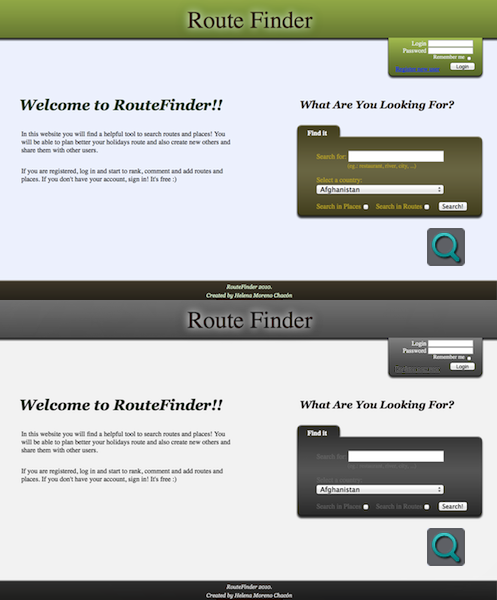 Route Finder
Login
Password
Remember me
Login
Welcome to RouteFinder!!
What Are You Looking For?
In this website you will find a helpful tool to search routes and places! You
will be able to plan better your holidays route and also create new others and
share them with other users.
If you are registered, log in and start to rank, comment and add routes and
places. If you don't have your account, sign in! It's free :)
Find it
Search for:
(eg.: restaurant, river, city, ...)
Select a country:
Afghanistan
Search in Places
Search in Routes
Search!
RouteFinder 2010.
Created by Helena Moreno Chacón
Route Finder
Login
Password
Remember me
Login
Welcome to RouteFinder!!
What Are You Looking For?
In this website you will find a helpful tool to search routes and places! You
will be able to plan better your holidays route and also create new others and
share them with other users.
If you are registered, log in and start to rank, comment and add routes and
places. If you don't have your account, sign in! It's free :)
Find it
Search for:
(eg.: restaurant, river, city, ...)
Select a country:
Afghanistan
Search in Places
Search in Routes
Search!
RouteFinder 2010.
Created by Helena Moreno Chacón